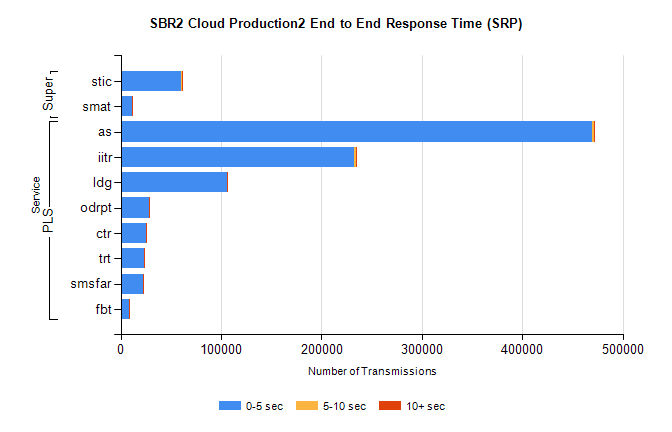 SBR2 Cloud Production2 End to End Response Time (SRP)
Service
Super
PLS
stic
smat
as
iitr
ldg
odrpt
ctr
trt
smsfar
fbt
0 100000 200000 300000 400000 500000
Number of Transmissions
0-5 sec 5-10 sec 10+ sec